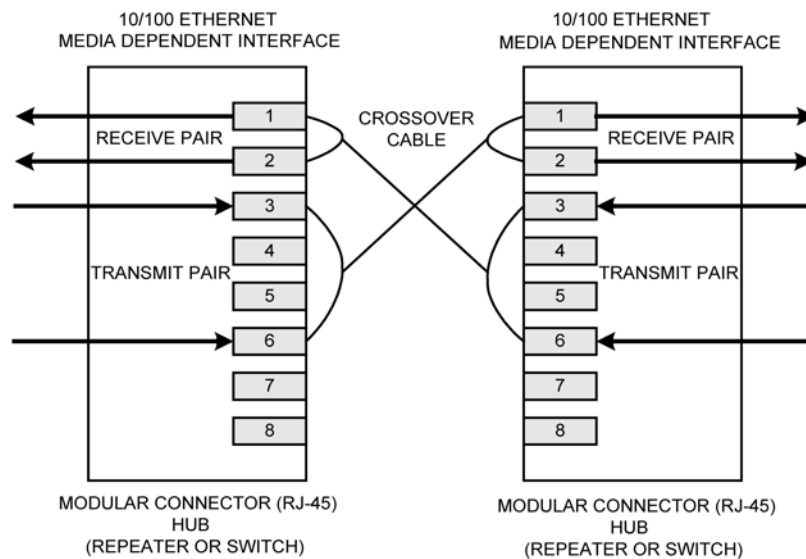 10/100 ETHERNET
MEDIA DEPENDENT INTERFACE
10/100 ETHERNET
MEDIA DEPENDENT INTERFACE
CROSSOVER
CABLE
1
RECEIVE PAIR
2
3
4
TRANSMIT PAIR
5
6
7
8
1
RECEIVE PAIR
2
3
4
TRANSMIT PAIR
5
6
7
8
MODULAR CONNECTOR (RJ-45)
HUB
(REPEATER OR SWITCH)
MODULAR CONNECTOR (RJ-45)
HUB
(REPEATER OR SWITCH)